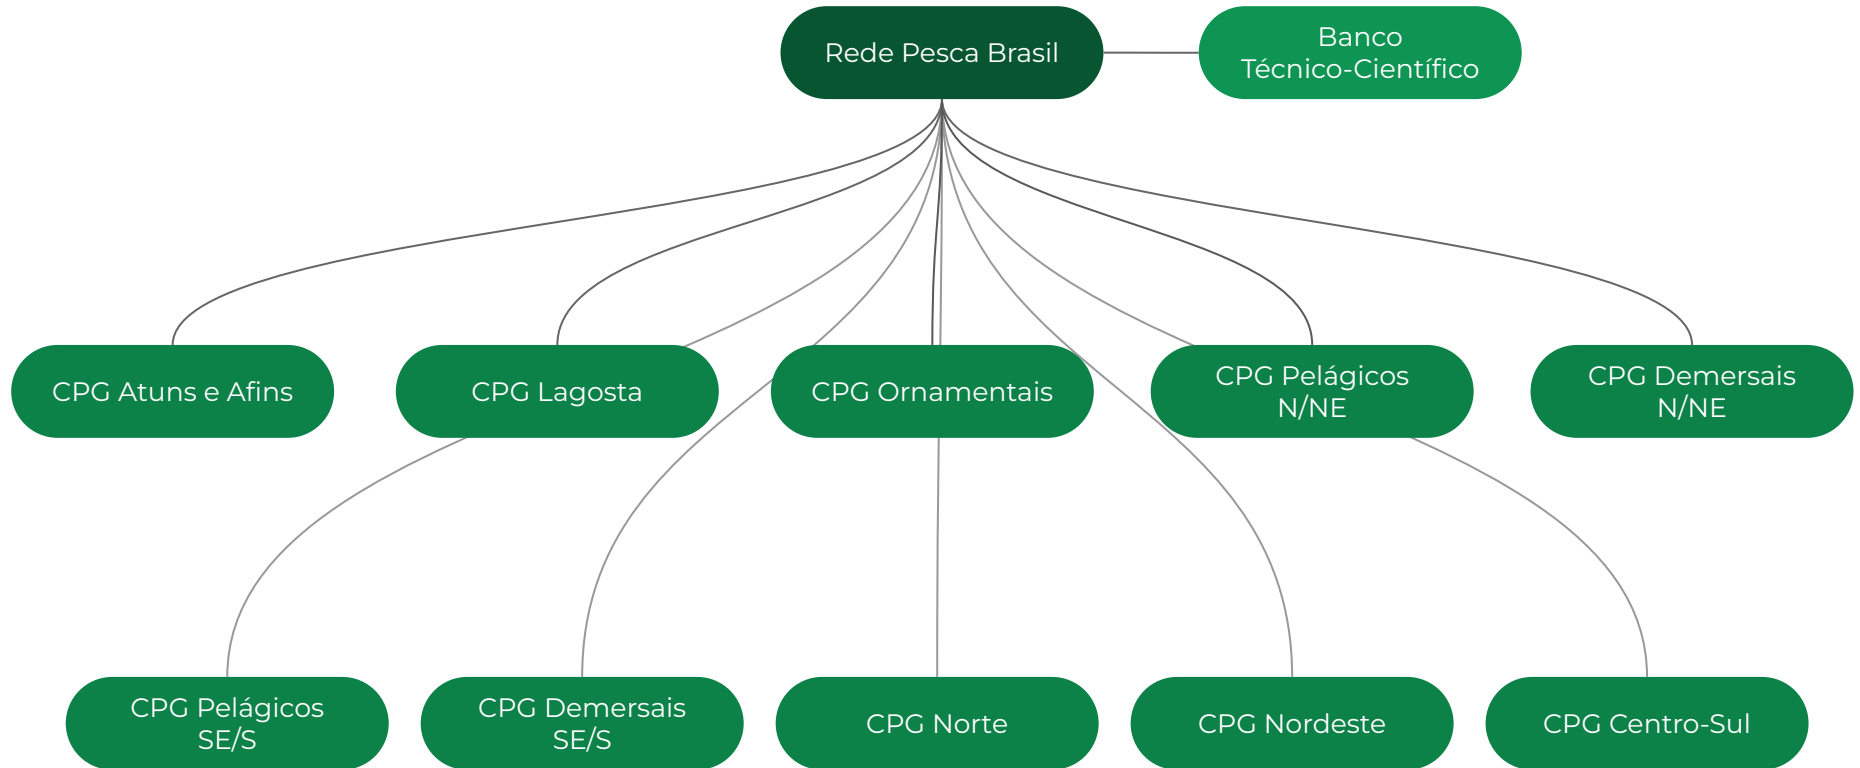 Rede Pesca Brasil
Banco
Técnico-Científico
CPG Atuns e Afins
CPG Lagosta
CPG Ornamentais
CPG Pelágicos
N/NE
CPG Demersais
N/NE
CPG Pelágicos
SE/S
CPG Demersais
SE/S
CPG Norte
CPG Nordeste
CPG Centro-Sul